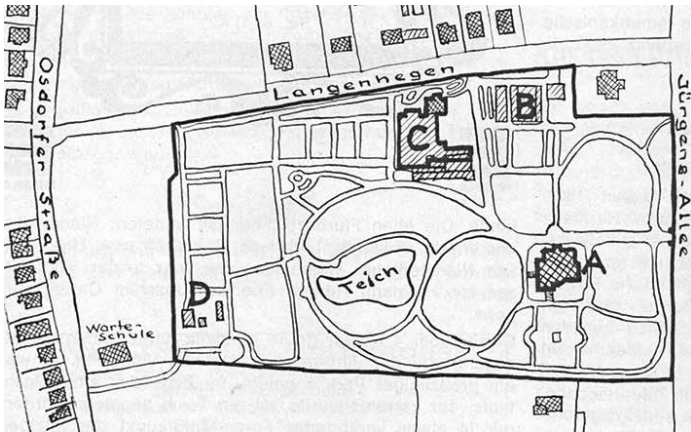 Osdorfer Straße
Langenhegen
Jürgens-Allee
B
C
A
Teich
D
Warte-
Schule